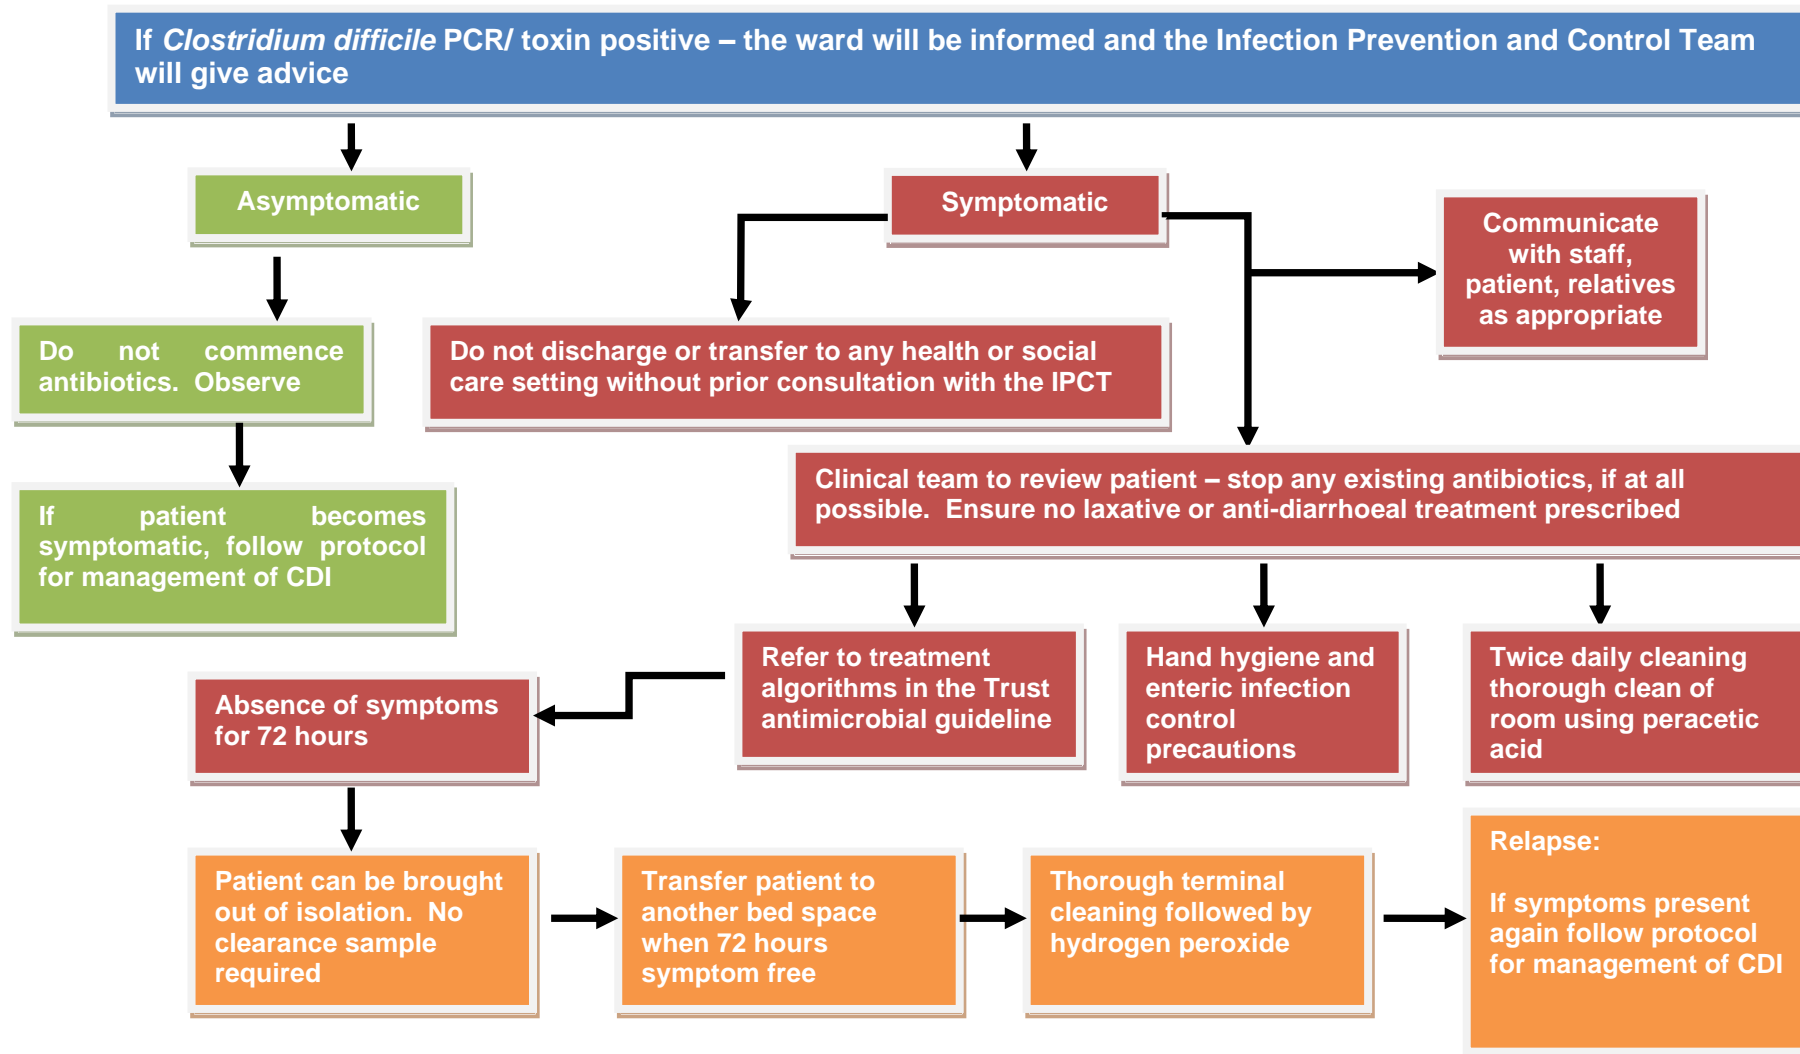 If Clostridium difficile PCR/ toxin positive – the ward will be informed and the Infection Prevention and Control Team
will give advice
Asymptomatic
Symptomatic
Communicate
with staff,
patient, relatives
as appropriate
Do not commence
antibiotics. Observe
Do not discharge or transfer to any health or social
care setting without prior consultation with the IPCT
If patient becomes
symptomatic, follow protocol
for management of CDI
Clinical team to review patient – stop any existing antibiotics, if at all
possible. Ensure no laxative or anti-diarrhoeal treatment prescribed
Refer to treatment
algorithms in the Trust
antimicrobial guideline
Hand hygiene and
enteric infection
control
precautions
Twice daily cleaning
thorough clean of
room using peracetic
acid
Absence of symptoms
for 72 hours
Patient can be brought
out of isolation. No
clearance sample
required
Transfer patient to
another bed space
when 72 hours
symptom free
Thorough terminal
cleaning followed by
hydrogen peroxide
Relapse:
If symptoms present
again follow protocol
for management of CDI